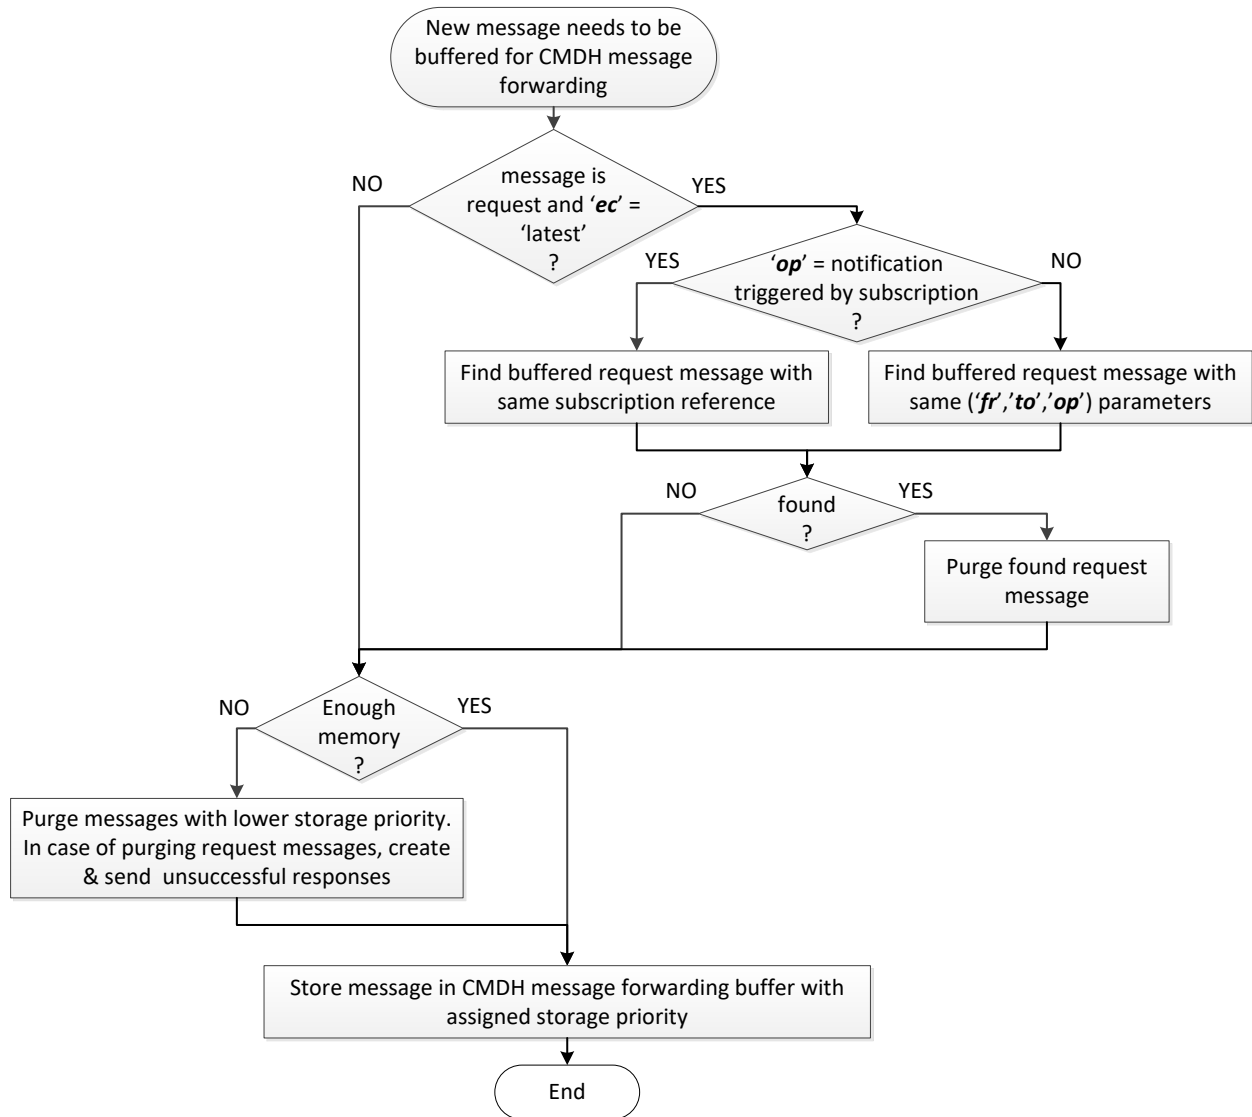 New message needs to be
buffered for CMDH message
forwarding
NO
message is
request and ‘ec’ =
‘latest’
?
YES
YES
‘op’ = notification
triggered by subscription
?
NO
Find buffered request message with
same subscription reference
Find buffered request message with
same (‘fr’,’to’,’op’) parameters
NO
found
?
YES
Purge found request
message
NO
Enough
memory
?
YES
Purge messages with lower storage priority.
In case of purging request messages, create
& send  unsuccessful responses
Store message in CMDH message forwarding buffer with
assigned storage priority
End